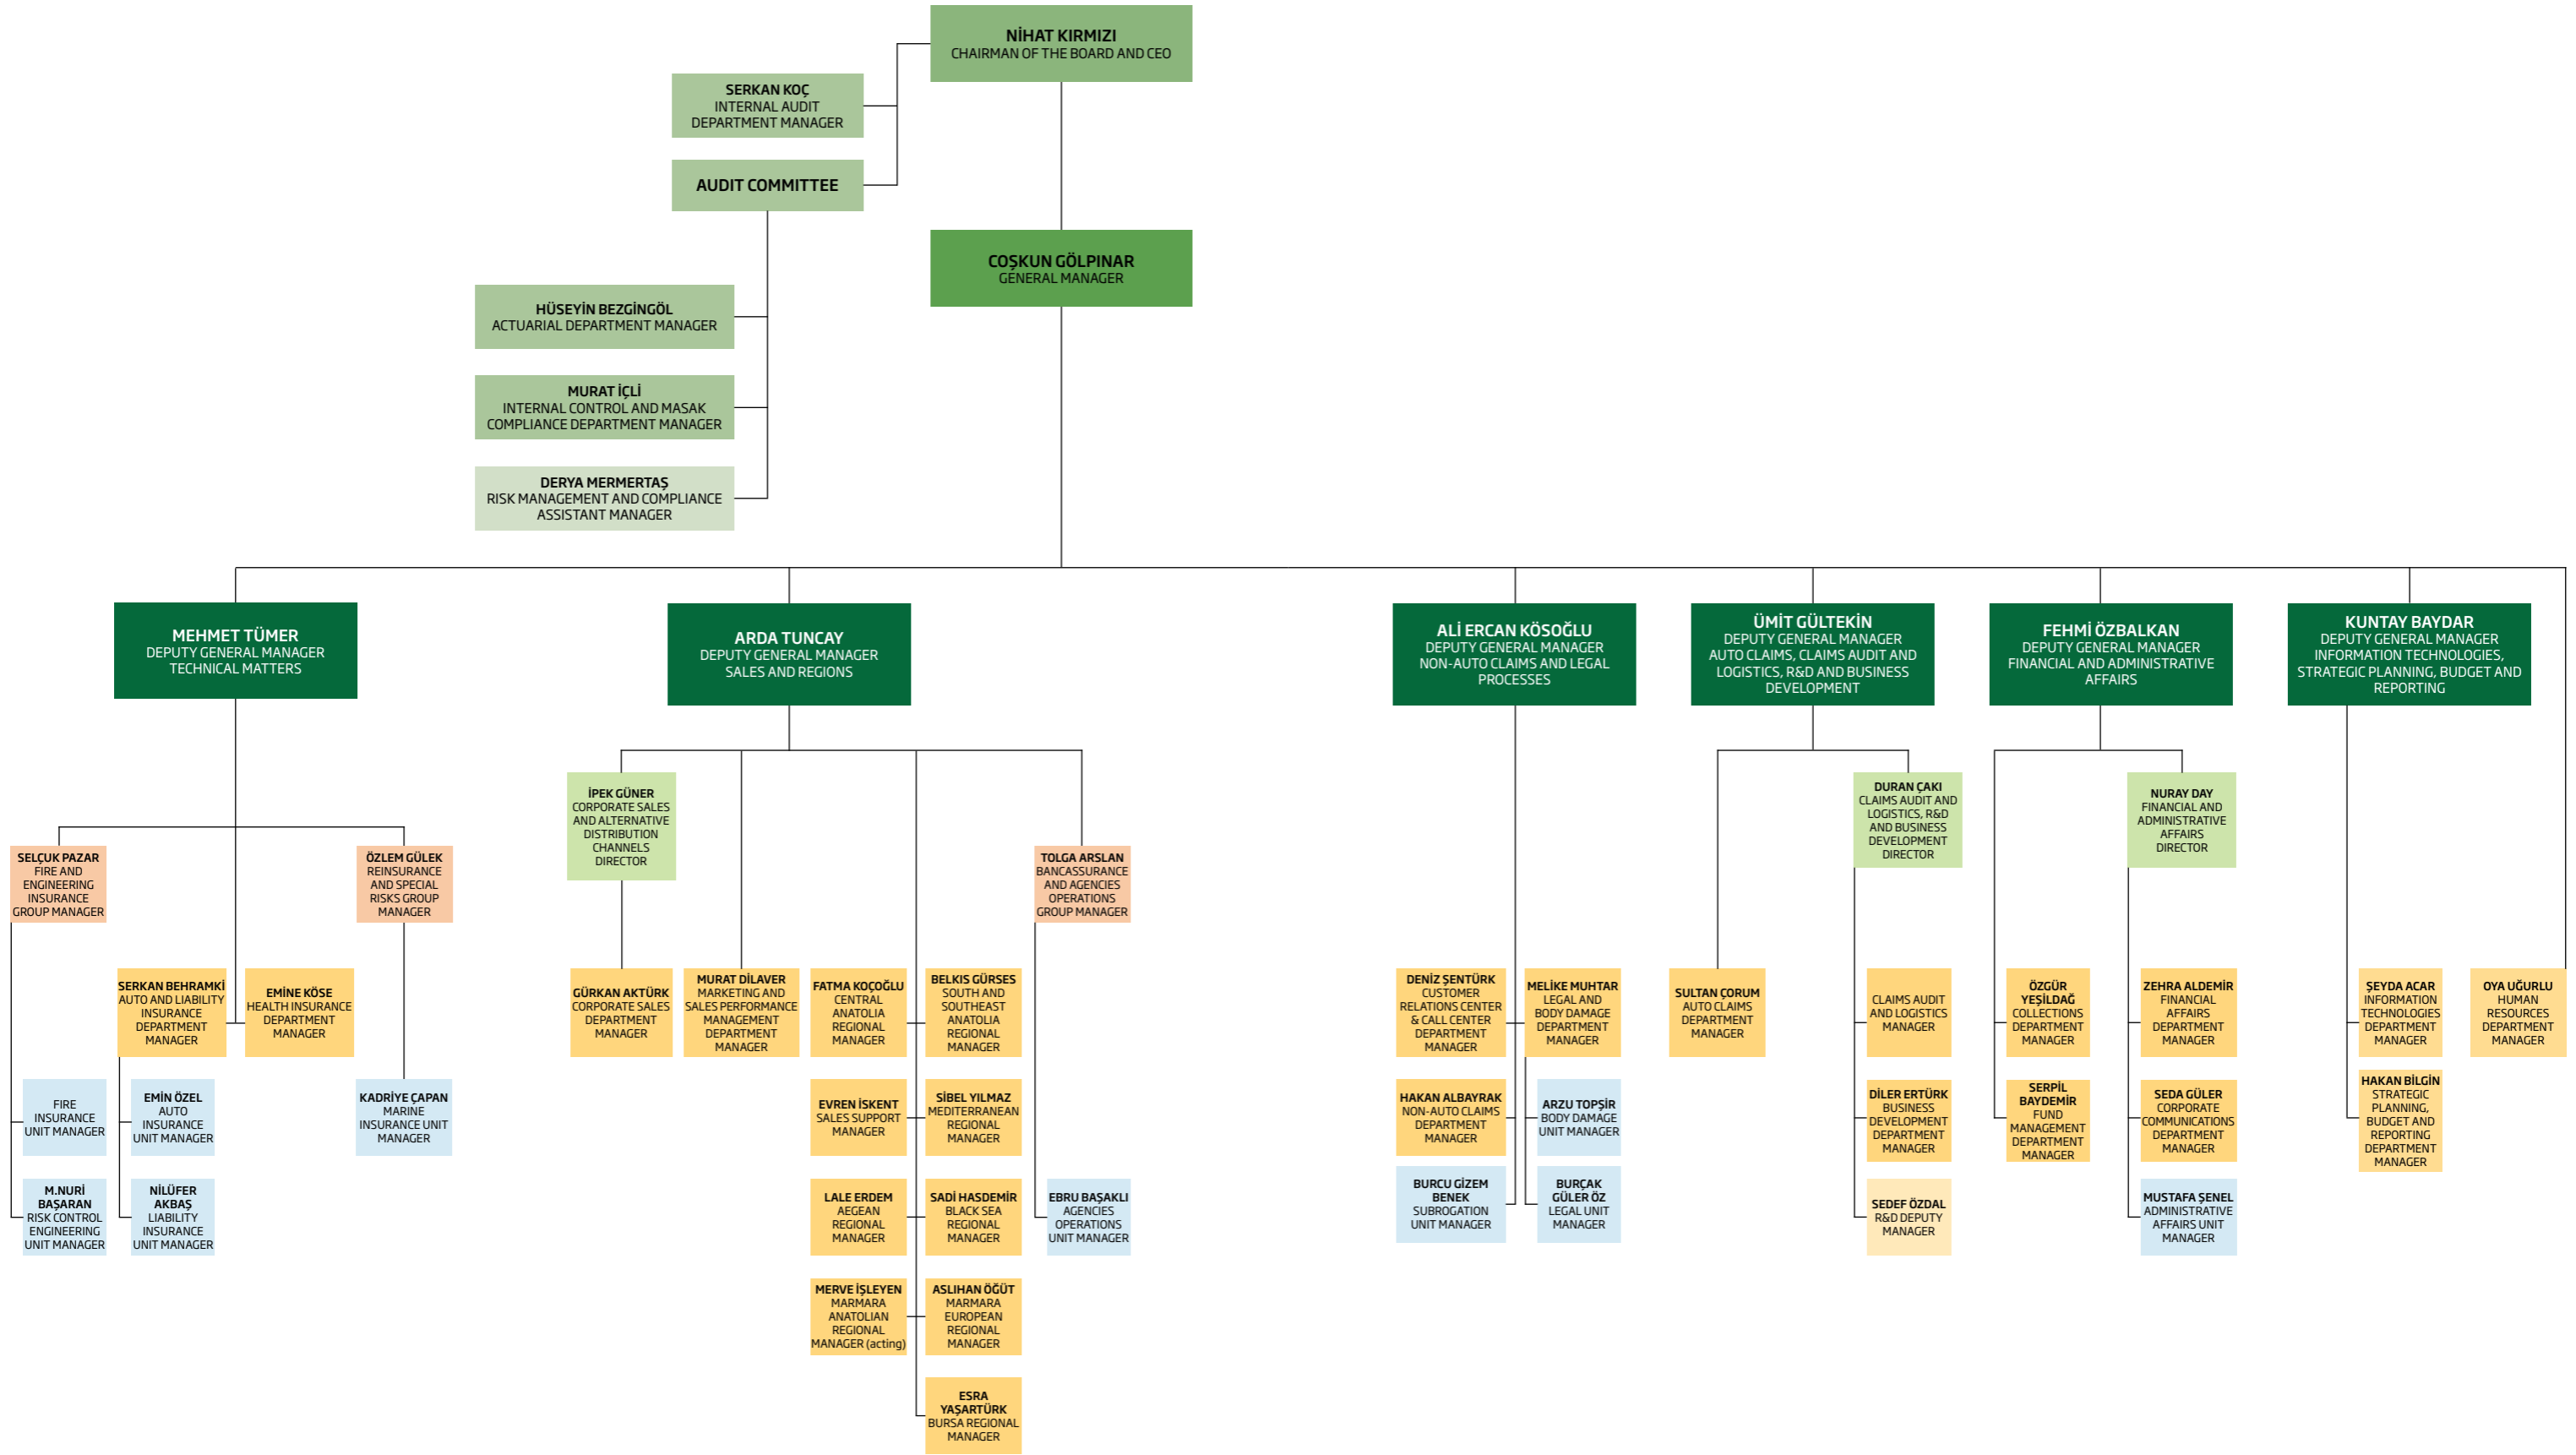 NİHAT KIRMIZI
CHAIRMAN OF THE BOARD AND CEO
SERKAN KOÇ
INTERNAL AUDIT
DEPARTMENT MANAGER
AUDIT COMMITTEE
COŞKUN GÖLPINAR
GENERAL MANAGER
HÜSEYİN BEZGİNGÖL
ACTUARIAL DEPARTMENT MANAGER
MURAT İÇLİ
INTERNAL CONTROL AND MASAK
COMPLIANCE DEPARTMENT MANAGER
DERYA MERMERTAŞ
RISK MANAGEMENT AND COMPLIANCE
ASSISTANT MANAGER
MEHMET TÜMER
DEPUTY GENERAL MANAGER
TECHNICAL MATTERS
ARDA TUNCAY
DEPUTY GENERAL MANAGER
SALES AND REGIONS
ALİ ERCAN KÖSOĞLU
DEPUTY GENERAL MANAGER
NON-AUTO CLAIMS AND LEGAL
PROCESSES
ÜMİT GÜLTEKİN
DEPUTY GENERAL MANAGER
AUTO CLAIMS, CLAIMS AUDIT AND
LOGISTICS, R&D AND BUSINESS
DEVELOPMENT
FEHMİ ÖZBALKAN
DEPUTY GENERAL MANAGER
FINANCIAL AND ADMINISTRATIVE
AFFAIRS
KUNTAY BAYDAR
DEPUTY GENERAL MANAGER
INFORMATION TECHNOLOGIES,
STRATEGIC PLANNING, BUDGET AND
REPORTING
İPEK GÜNER
CORPORATE SALES
AND ALTERNATIVE
DISTRIBUTION
CHANNELS
DIRECTOR
DURAN ÇAKI
CLAIMS AUDIT AND
LOGISTICS, R&D
AND BUSINESS
DEVELOPMENT
DIRECTOR
NURAY DAY
FINANCIAL AND
ADMINISTRATIVE
AFFAIRS
DIRECTOR
SELÇUK PAZAR
FIRE AND
ENGINEERING
INSURANCE
GROUP MANAGER
ÖZLEM GÜLEK
REINSURANCE
AND SPECIAL
RISKS GROUP
MANAGER
TOLGA ARSLAN
BANCASSURANCE
AND AGENCIES
OPERATIONS
GROUP MANAGER
SERKAN BEHRAMKİ
AUTO AND LIABILITY
INSURANCE
DEPARTMENT
MANAGER
EMINE KÖSE
HEALTH INSURANCE
DEPARTMENT
MANAGER
GÜRKAN AKTÜRK
CORPORATE SALES
DEPARTMENT
MANAGER
MURAT DİLAVER
MARKETING AND
SALES PERFORMANCE
MANAGEMENT
DEPARTMENT
MANAGER
FATMA KOÇOĞLU
CENTRAL
ANATOLIA
REGIONAL
MANAGER
BELKIS GÜRSES
SOUTH AND
SOUTHEAST
ANATOLIA
REGIONAL
MANAGER
DENİZ ŞENTÜRK
CUSTOMER
RELATIONS CENTER
& CALL CENTER
DEPARTMENT
MANAGER
MELİKE MUHTAR
LEGAL AND
BODY DAMAGE
DEPARTMENT
MANAGER
SULTAN ÇORUM
AUTO CLAIMS
DEPARTMENT
MANAGER
CLAIMS AUDIT
AND LOGISTICS
MANAGER
ÖZGÜR
YEŞİLDAĞ
COLLECTIONS
DEPARTMENT
MANAGER
ZEHRA ALDEMİR
FINANCIAL
AFFAIRS
DEPARTMENT
MANAGER
ŞEYDA ACAR
INFORMATION
TECHNOLOGIES
DEPARTMENT
MANAGER
OYA UĞURLU
HUMAN
RESOURCES
DEPARTMENT
MANAGER
FIRE
INSURANCE
UNIT MANAGER
EMİN ÖZEL
AUTO
INSURANCE
UNIT MANAGER
KADRİYE ÇAPAN
MARINE
INSURANCE UNIT
MANAGER
EVREN İSKENT
SALES SUPPORT
MANAGER
SİBEL YILMAZ
MEDITERRANEAN
REGIONAL
MANAGER
HAKAN ALBAYRAK
NON-AUTO CLAIMS
DEPARTMENT
MANAGER
ARZU TOPŞİR
BODY DAMAGE
UNIT MANAGER
DİLER ERTÜRK
BUSINESS
DEVELOPMENT
DEPARTMENT
MANAGER
SERPİL
BAYDEMİR
FUND
MANAGEMENT
DEPARTMENT
MANAGER
SEDA GÜLER
CORPORATE
COMMUNICATIONS
DEPARTMENT
MANAGER
HAKAN BİLGİN
STRATEGIC
PLANNING,
BUDGET AND
REPORTING
DEPARTMENT
MANAGER
M.NURİ
BAŞARAN
RISK CONTROL
ENGINEERING
UNIT MANAGER
NİLÜFER
AKBAŞ
LIABILITY
INSURANCE
UNIT MANAGER
LALE ERDEM
AEGEAN
REGIONAL
MANAGER
SADİ HASDEMİR
BLACK SEA
REGIONAL
MANAGER
EBRU BAŞAKLI
AGENCIES
OPERATIONS
UNIT MANAGER
BURCU GİZEM
BENEK
SUBROGATION
UNIT MANAGER
BURÇAK
GÜLER ÖZ
LEGAL UNIT
MANAGER
SEDEF ÖZDAL
R&D DEPUTY
MANAGER
MUSTAFA ŞENEL
ADMINISTRATIVE
AFFAIRS UNIT
MANAGER
MERVE İŞLEYEN
MARMARA
ANATOLIAN
REGIONAL
MANAGER (acting)
ASLIHAN ÖĞÜT
MARMARA
EUROPEAN
REGIONAL
MANAGER
ESRA
YAŞARTÜRK
BURSA REGIONAL
MANAGER